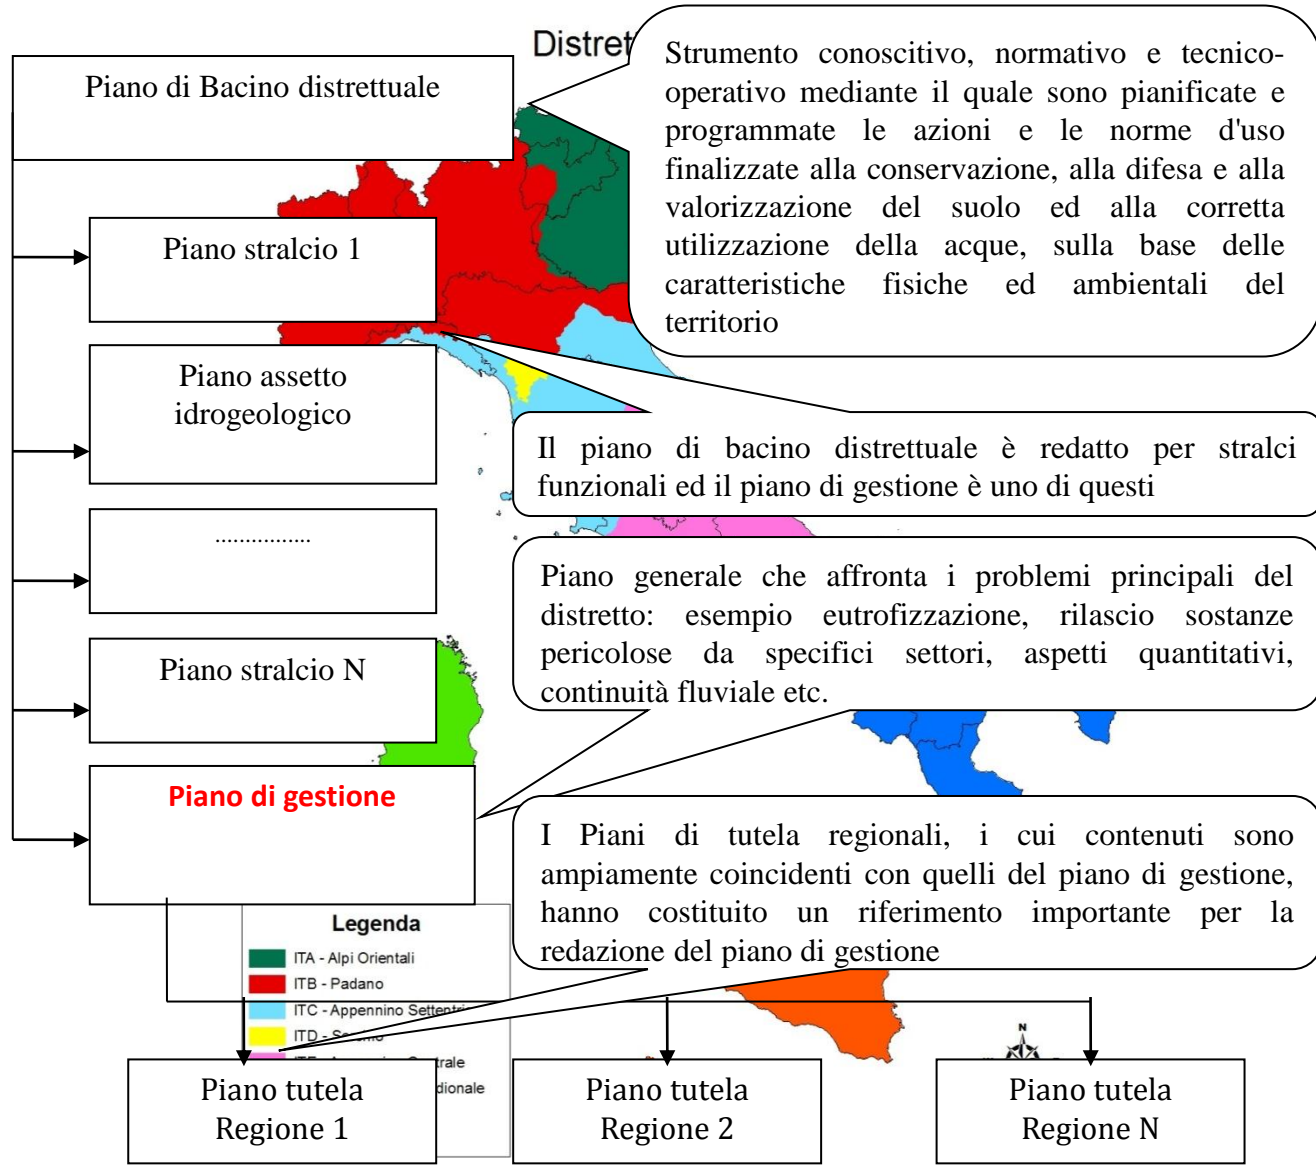 Distret
Piano di Bacino distrettuale
Strumento conoscitivo, normativo e tecnico-
operativo mediante il quale sono pianificate e
programmate le azioni e le norme d'uso
finalizzate alla conservazione, alla difesa e alla
valorizzazione del suolo ed alla corretta
utilizzazione della acque, sulla base delle
caratteristiche fisiche ed ambientali del
territorio
Piano stralcio 1
Piano assetto
idrogeologico
Il piano di bacino distrettuale è redatto per stralci
funzionali ed il piano di gestione è uno di questi
................
Piano generale che affronta i problemi principali del
distretto: esempio eutrofizzazione, rilascio sostanze
pericolose da specifici settori, aspetti quantitativi,
continuità fluviale etc.
Piano stralcio N
Piano di gestione
I Piani di tutela regionali, i cui contenuti sono
ampiamente coincidenti con quelli del piano di gestione,
hanno costituito un riferimento importante per la
redazione del piano di gestione
Legenda
ITA - Alpi Orientali
ITB - Padano
ITC - Appennino Settentri
ITD -
trale
dionale
N
Piano tutela
Regione 1
Piano tutela
Regione 2
Piano tutela
Regione N